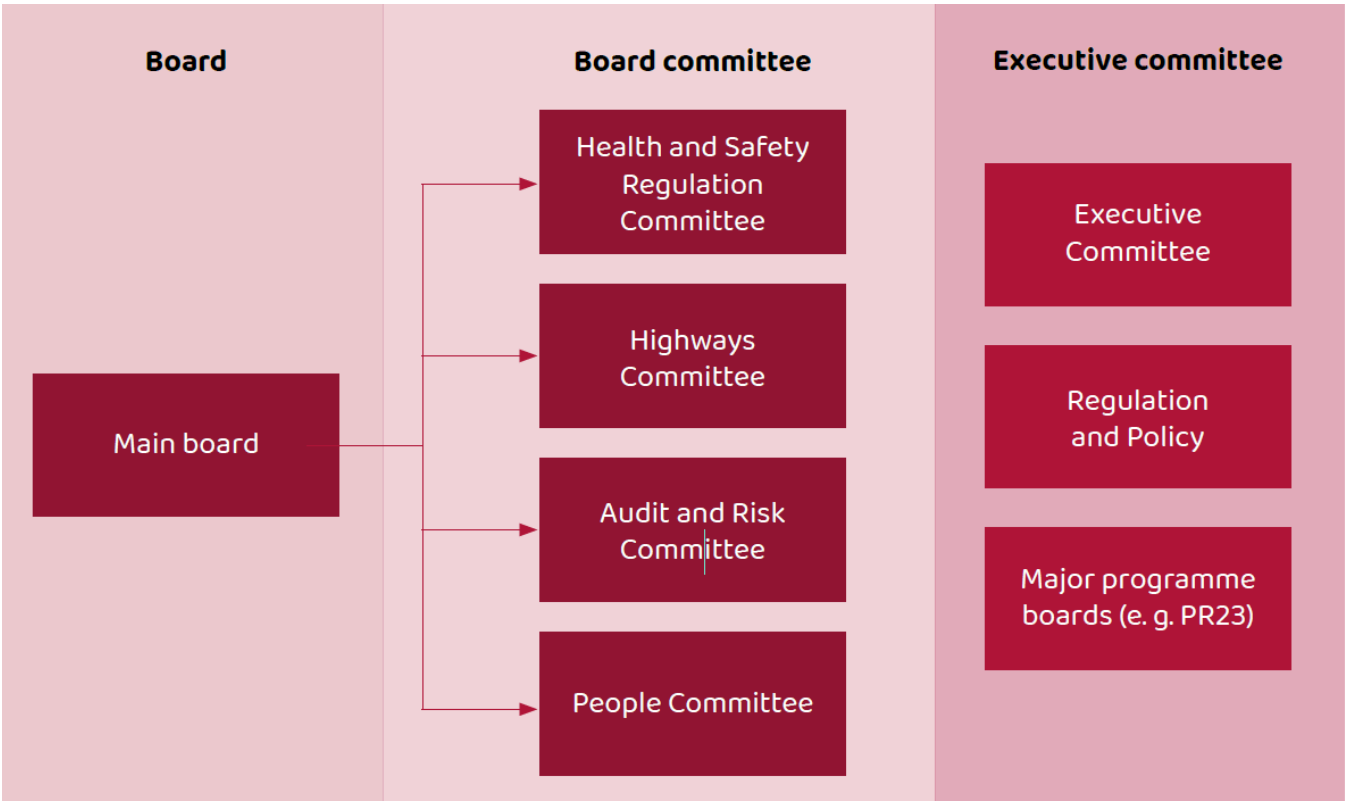 Board
Main board
Board committee
Health and Safety
Regulation
Committee
Highways
Committee
Audit and Risk
Committee
People Committee
Executive committee
Executive
Committee
Regulation
and Policy
Major programme
boards (e. g. PR23)